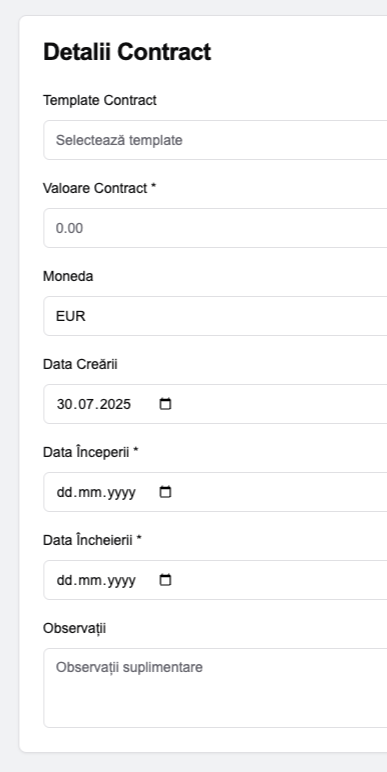 Detalii Contract
Template Contract
Selectează template
Valoare Contract *
0.00
Moneda
EUR
Data Creării
30.07.2025
Data Începerii *
dd.mm.yyyy
Data Încheierii *
dd.mm.yyyy
Observații
Observații suplimentare